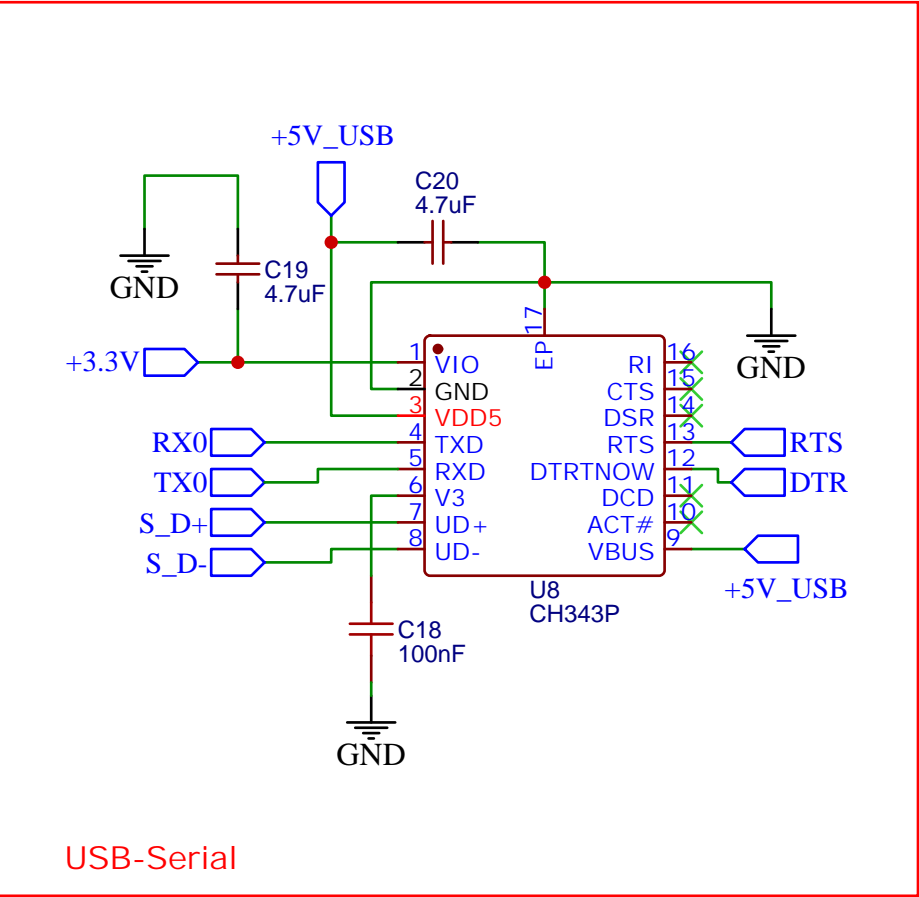 +5V_USB
C20
4.7uF
GND
C19
4.7uF
17
EP
GND
+3.3V
1
VIO
RI
16
2
GND
CTS
15
3
VDD5
DSR
14
RX0
4
TXD
RTS
13
RTS
TX0
5
RXD
DTRTNOW
12
DTR
6
V3
DCD
11
S_D+
7
UD+
ACT#
10
S_D-
8
UD-
VBUS
9
+5V_USB
U8
CH343P
C18
100nF
GND
USB-Serial